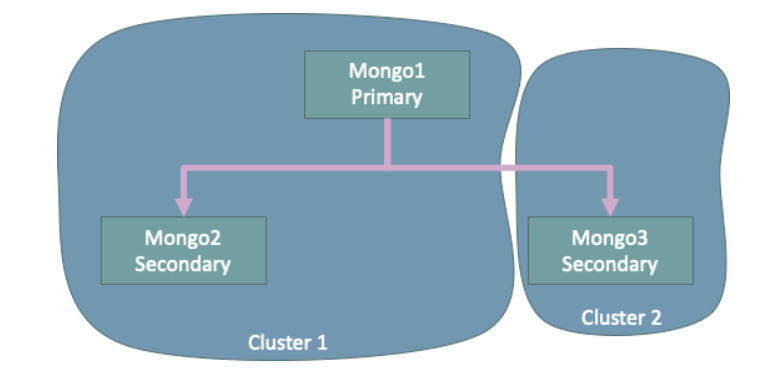 Mongo1
Primary
Mongo2
Secondary
Mongo3
Secondary
Cluster 2
Cluster 1